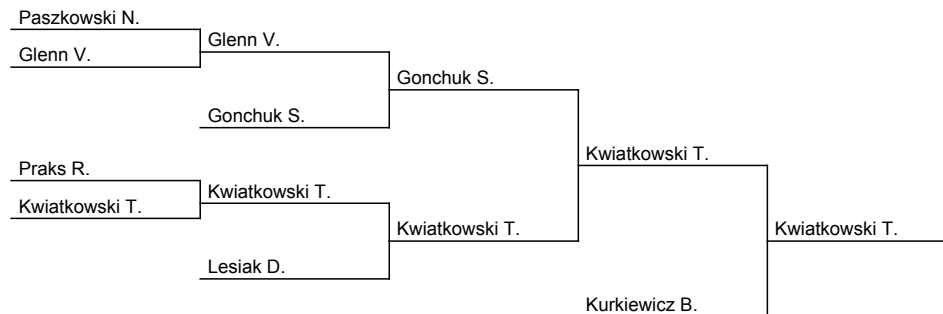 Paszkowski N.
Glenn V.
Glenn V.
Gonchuk S.
Gonchuk S.
Praks R.
Kwiatkowski T.
Kwiatkowski T.
Kwiatkowski T.
Kwiatkowski T.
Kwiatkowski T.
Lesiak D.
Kurkiewicz B.